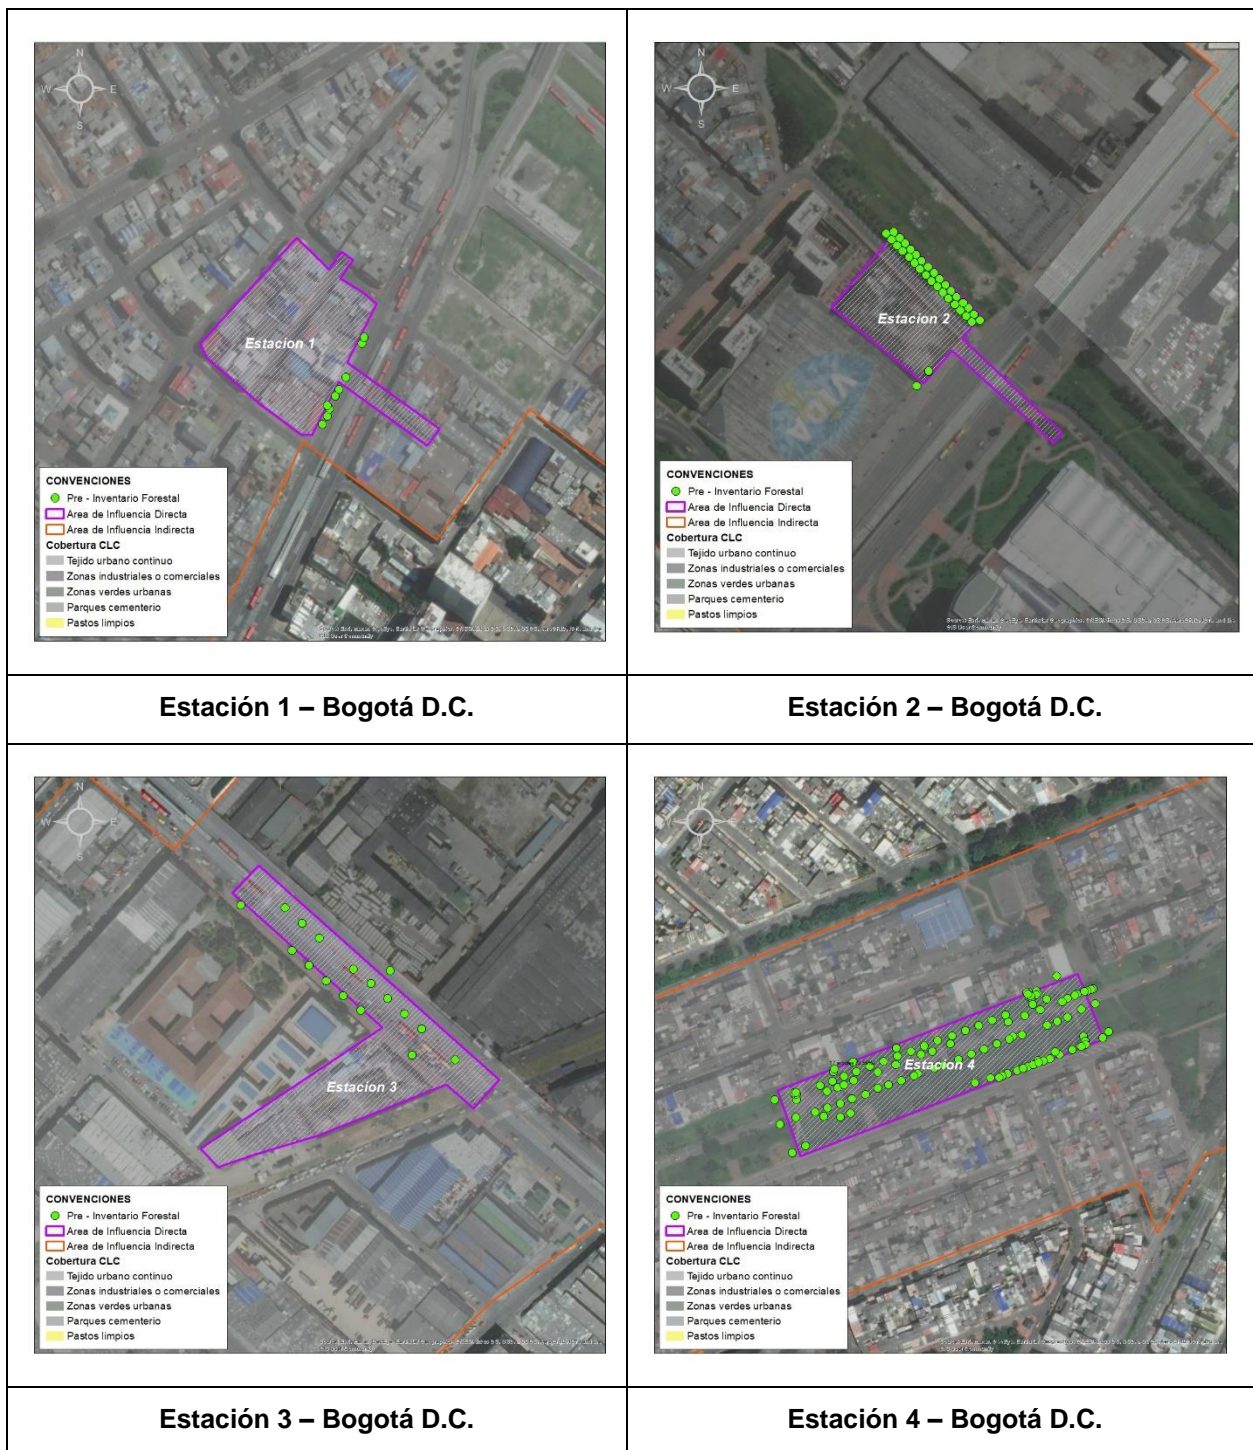 N
W
E
S
Estacion 1
CONVENCIONES
Pre - Inventario Forestal
Area de Influencia Directa
Area de Influencia Indirecta
Cobertura CLC
Tejido urbano continuo
Zonas industriales o comerciales
Zonas verdes urbanas
Parques cementerio
Pastos limpios
N
W
E
S
Estacion 2
VIDA
CONVENCIONES
Pre - Inventario Forestal
Area de Influencia Directa
Area de Influencia Indirecta
Cobertura CLC
Tejido urbano continuo
Zonas industriales o comerciales
Zonas verdes urbanas
Parques cementerio
Pastos limpios
Estación 1 – Bogotá D.C.
Estación 2 – Bogotá D.C.
N
W
E
S
Estacion 3
CONVENCIONES
Pre - Inventario Forestal
Area de Influencia Directa
Area de Influencia Indirecta
Cobertura CLC
Tejido urbano continuo
Zonas industriales o comerciales
Zonas verdes urbanas
Parques cementerio
Pastos limpios
N
W
E
S
Estacion 4
CONVENCIONES
Pre - Inventario Forestal
Area de Influencia Directa
Area de Influencia Indirecta
Cobertura CLC
Tejido urbano continuo
Zonas industriales o comerciales
Zonas verdes urbanas
Parques cementerio
Pastos limpios
Estación 3 – Bogotá D.C.
Estación 4 – Bogotá D.C.